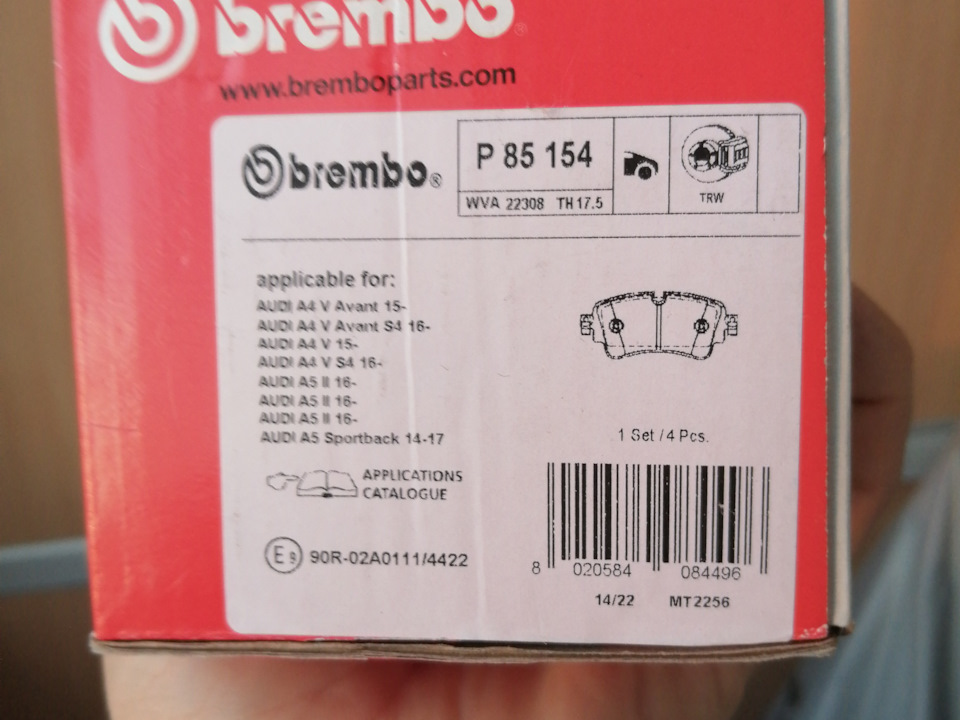 brembo®
www.bremboparts.com
brembo®
P 85 154
WVA 22308 TH 17.5
TRW
applicable for:
AUDI A4 V Avant 15-
AUDI A4 V Avant S4 16-
AUDI A4 V 15-
AUDI A4 V S4 16-
AUDI A5 II 16-
AUDI A5 II 16-
AUDI A5 II 16-
AUDI A5 Sportback 14-17
1 Set / 4 Pcs.
APPLICATIONS
CATALOGUE
E9 90R-02A0111/4422
8 020584 084496
14/22 MT2256